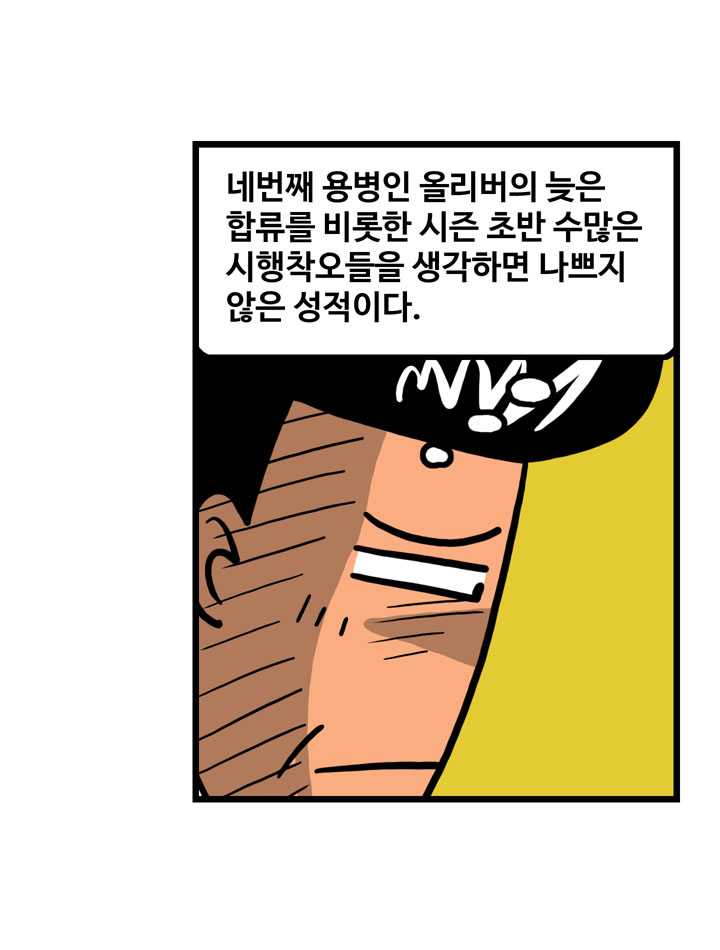 네번째 용병인 올리버의 늦은
합류를 비롯한 시즌 초반 수많은
시행착오들을 생각하면 나쁘지
않은 성적이다.